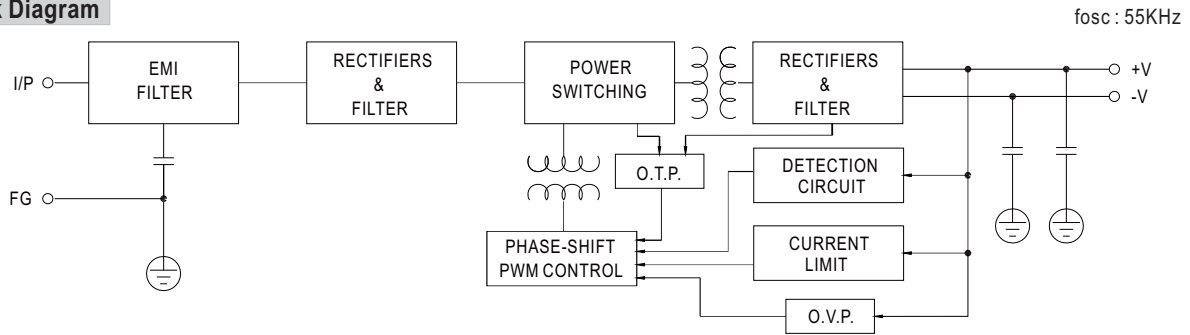 Diagram
fosc : 55KHz
I/P
EMI
FILTER
RECTIFIERS
&
FILTER
POWER
SWITCHING
RECTIFIERS
&
FILTER
+V
-V
O.T.P.
DETECTION
CIRCUIT
FG
PHASE-SHIFT
PWM CONTROL
CURRENT
LIMIT
O.V.P.